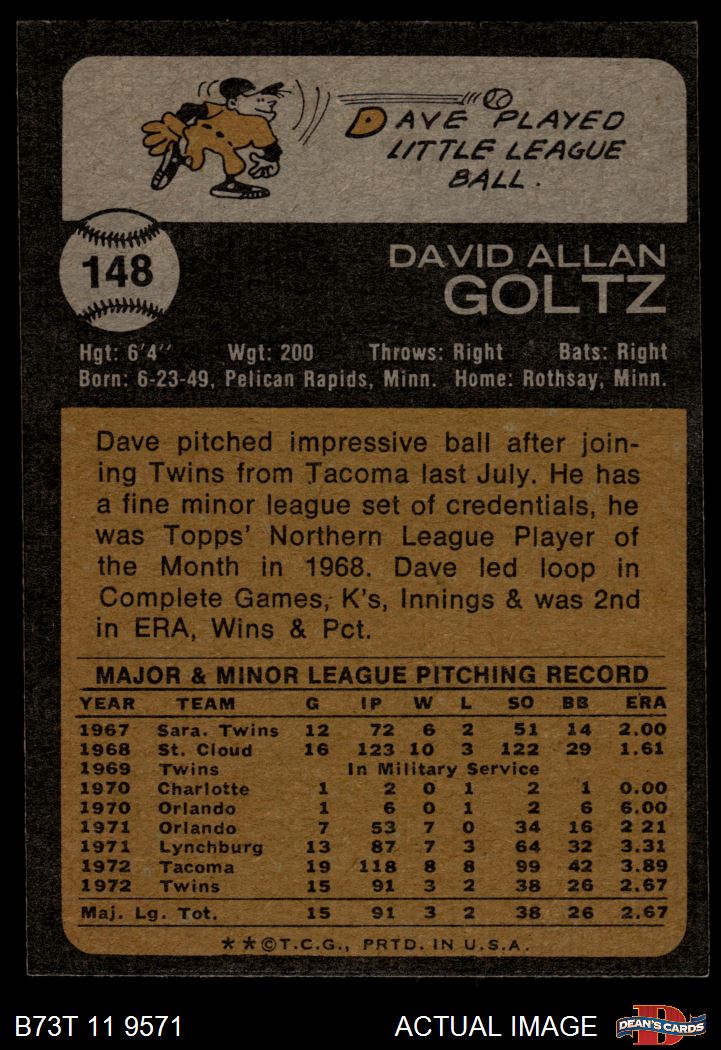 DAVE PLAYED
LITTLE LEAGUE
BALL.
148
DAVID ALLAN
GOLTZ
Hgt: 6'4" Wgt: 200 Throws: Right Bats: Right
Born: 6-23-49, Pelican Rapids, Minn. Home: Rothsay, Minn.
Dave pitched impressive ball after join-
ing Twins from Tacoma last July. He has
a fine minor league set of credentials, he
was Topps' Northern League Player of
the Month in 1968. Dave led loop in
Complete Games, K's, Innings & was 2nd
in ERA, Wins & Pct.
MAJOR & MINOR LEAGUE PITCHING RECORD
YEAR TEAM G IP W L SO BB ERA
1967 Sara. Twins 12 72 6 2 51 14 2.00
1968 St. Cloud 16 123 10 3 122 29 1.61
1969 Twins In Military Service
1970 Charlotte 1 2 0 1 2 1 0.00
1970 Orlando 1 6 0 1 2 6 6.00
1971 Orlando 7 53 7 0 34 16 2 21
1971 Lynchburg 13 87 7 3 64 32 3.31
1972 Tacoma 19 118 8 8 99 42 3.89
1972 Twins 15 91 3 2 38 26 2.67
Maj. Lg. Tot. 15 91 3 2 38 26 2.67
**©T.C.G., PRTD. IN U.S.A.
B73T 11 9571 ACTUAL IMAGE
DEAN'S CARDS